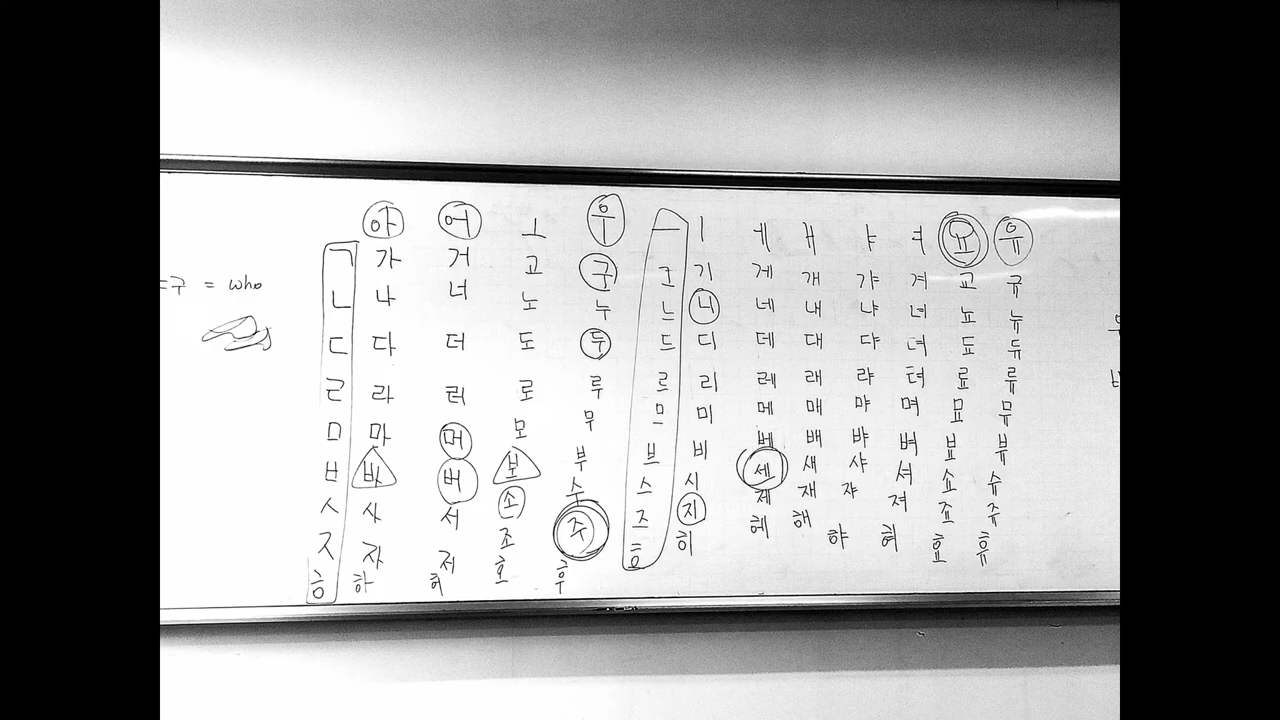 아 어 ㅗ 우 ㅡ ㅣ ㅔ ㅐ ㅑ ㅕ 요 유
ㄱ 가 거 고 구 그 기 게 개 갸 겨 교 규
구 = who
ㄴ 나 너 노 누 느 니 네 내 냐 녀 뇨 뉴
ㄷ 다 더 도 두 드 디 데 대 댜 뎌 됴 듀
ㄹ 라 러 로 루 르 리 레 래 랴 려 료 류
ㅁ 마 머 모 무 므 미 메 매 먀 며 묘 뮤
ㅂ 바 버 보 부 브 비 베 배 뱌 벼 뵤 뷰
ㅅ 사 서 소 수 스 시 세 새 샤 셔 쇼 슈
ㅈ 자 저 조 주 즈 지 제 재 쟈 져 죠 쥬
ㅎ 하 혀 호 후 흐 히 혜 해 햐 혀 효 휴